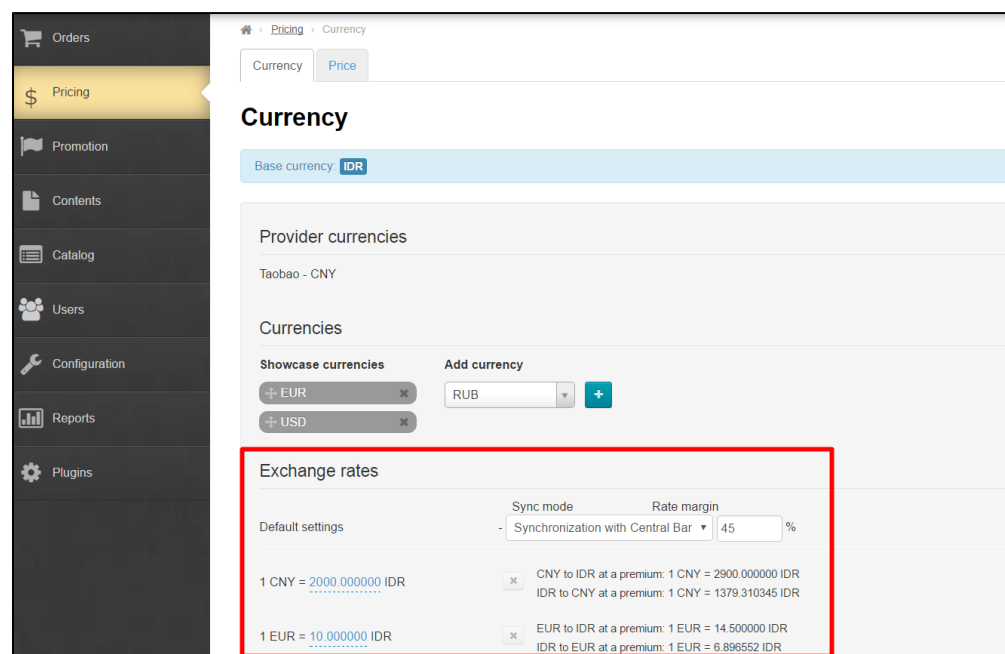 Orders
Pricing
Promotion
Contents
Catalog
Users
Configuration
Reports
Plugins
Pricing Currency
Currency Price
Currency
Base currency: IDR
Provider currencies
Taobao - CNY
Currencies
Showcase currencies Add currency
EUR RUB
USD
Exchange rates
Sync mode Rate margin
Default settings - Synchronization with Central Bar 45 %
1 CNY = 2000.000000 IDR CNY to IDR at a premium: 1 CNY = 2900.000000 IDR
IDR to CNY at a premium: 1 CNY = 1379.310345 IDR
1 EUR = 10.000000 IDR EUR to IDR at a premium: 1 EUR = 14.500000 IDR
IDR to EUR at a premium: 1 EUR = 6.896552 IDR